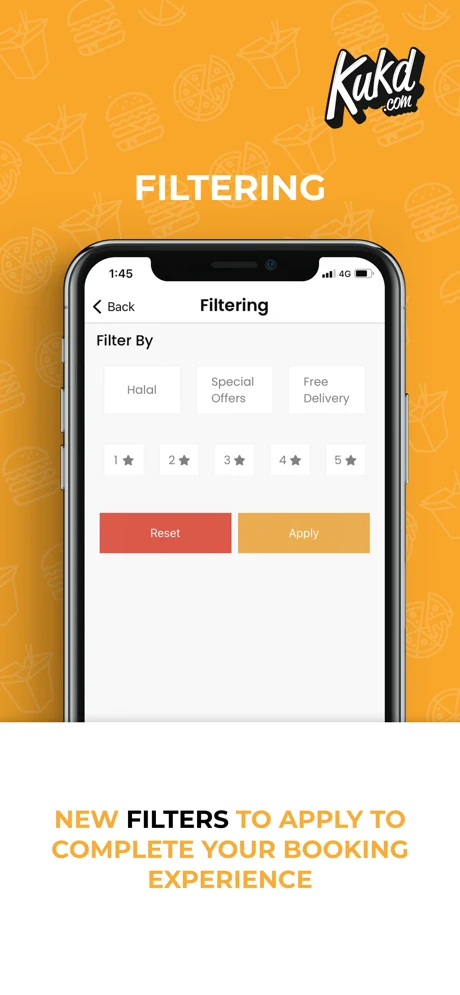 Kukd
.com
FILTERING
1:45
4G
Back
Filtering
Filter By
Halal
Special
Offers
Free
Delivery
1
2
3
4
5
Reset
Apply
NEW FILTERS TO APPLY TO
COMPLETE YOUR BOOKING
EXPERIENCE